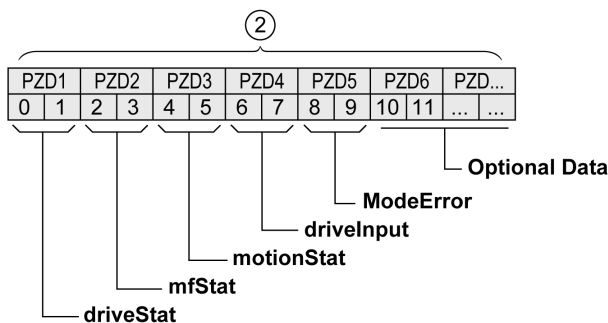 2
PZD1 PZD2 PZD3 PZD4 PZD5 PZD6 PZD...
0 1 2 3 4 5 6 7 8 9 10 11 ... ...
Optional Data
ModeError
driveInput
motionStat
mfStat
driveStat